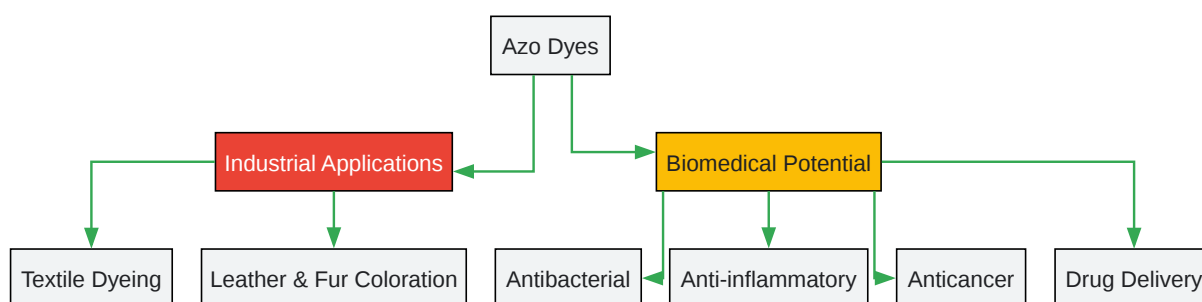 Azo Dyes
Industrial Applications
Biomedical Potential
Textile Dyeing
Leather & Fur Coloration
Antibacterial
Anti-inflammatory
Anticancer
Drug Delivery